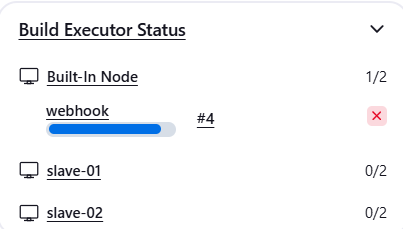 Build Executor Status
Built-In Node 1/2
webhook #4
slave-01 0/2
slave-02 0/2